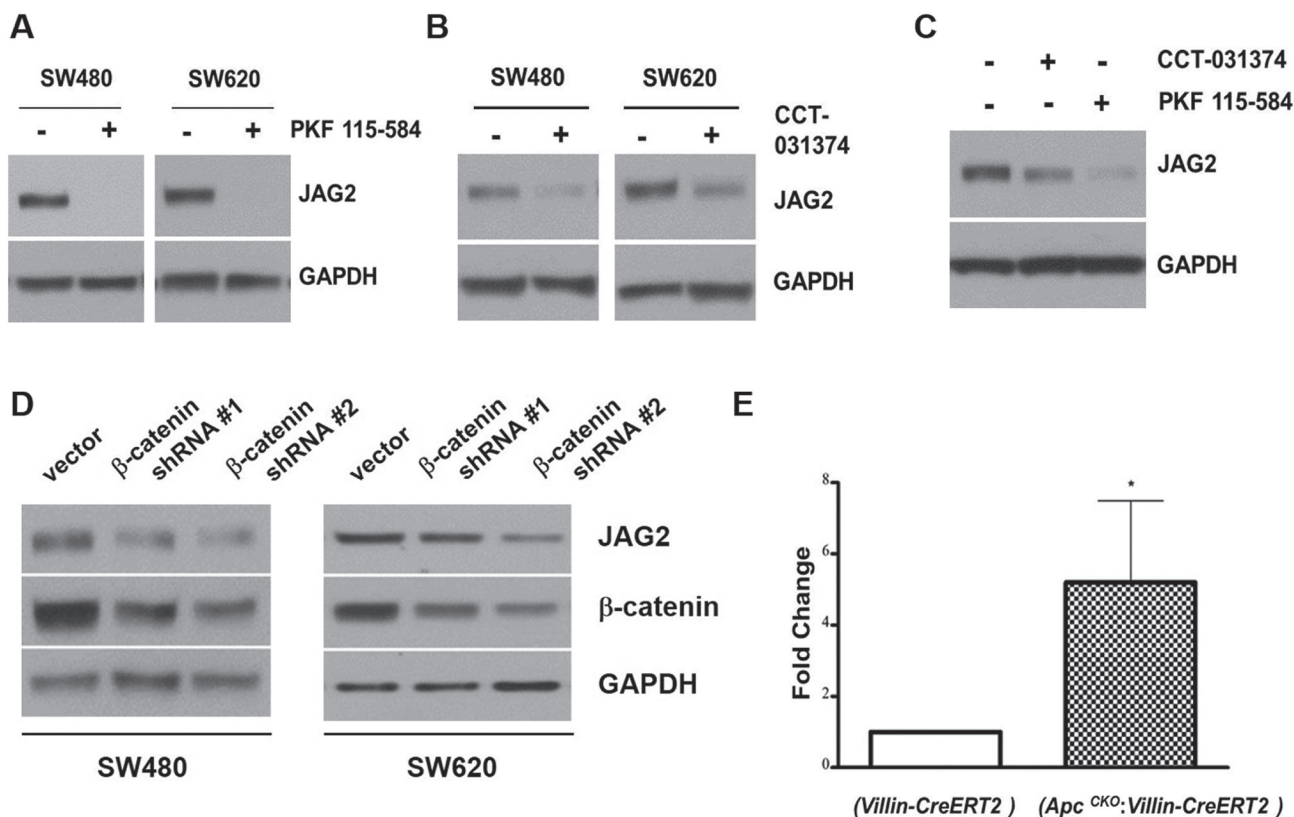 A
SW480
SW620
- + - + PKF 115-584
JAG2
GAPDH
B
SW480
SW620
- + - +
CCT-
031374
JAG2
GAPDH
C
- + - CCT-031374
- - + PKF 115-584
JAG2
GAPDH
D
vector
β-catenin
shRNA #1
β-catenin
shRNA #2
vector
β-catenin
shRNA #1
β-catenin
shRNA #2
JAG2
β-catenin
GAPDH
SW480
SW620
E
Fold Change
8
6
4
2
0
*
(Villin-CreERT2 )
(Apc CKO:Villin-CreERT2 )